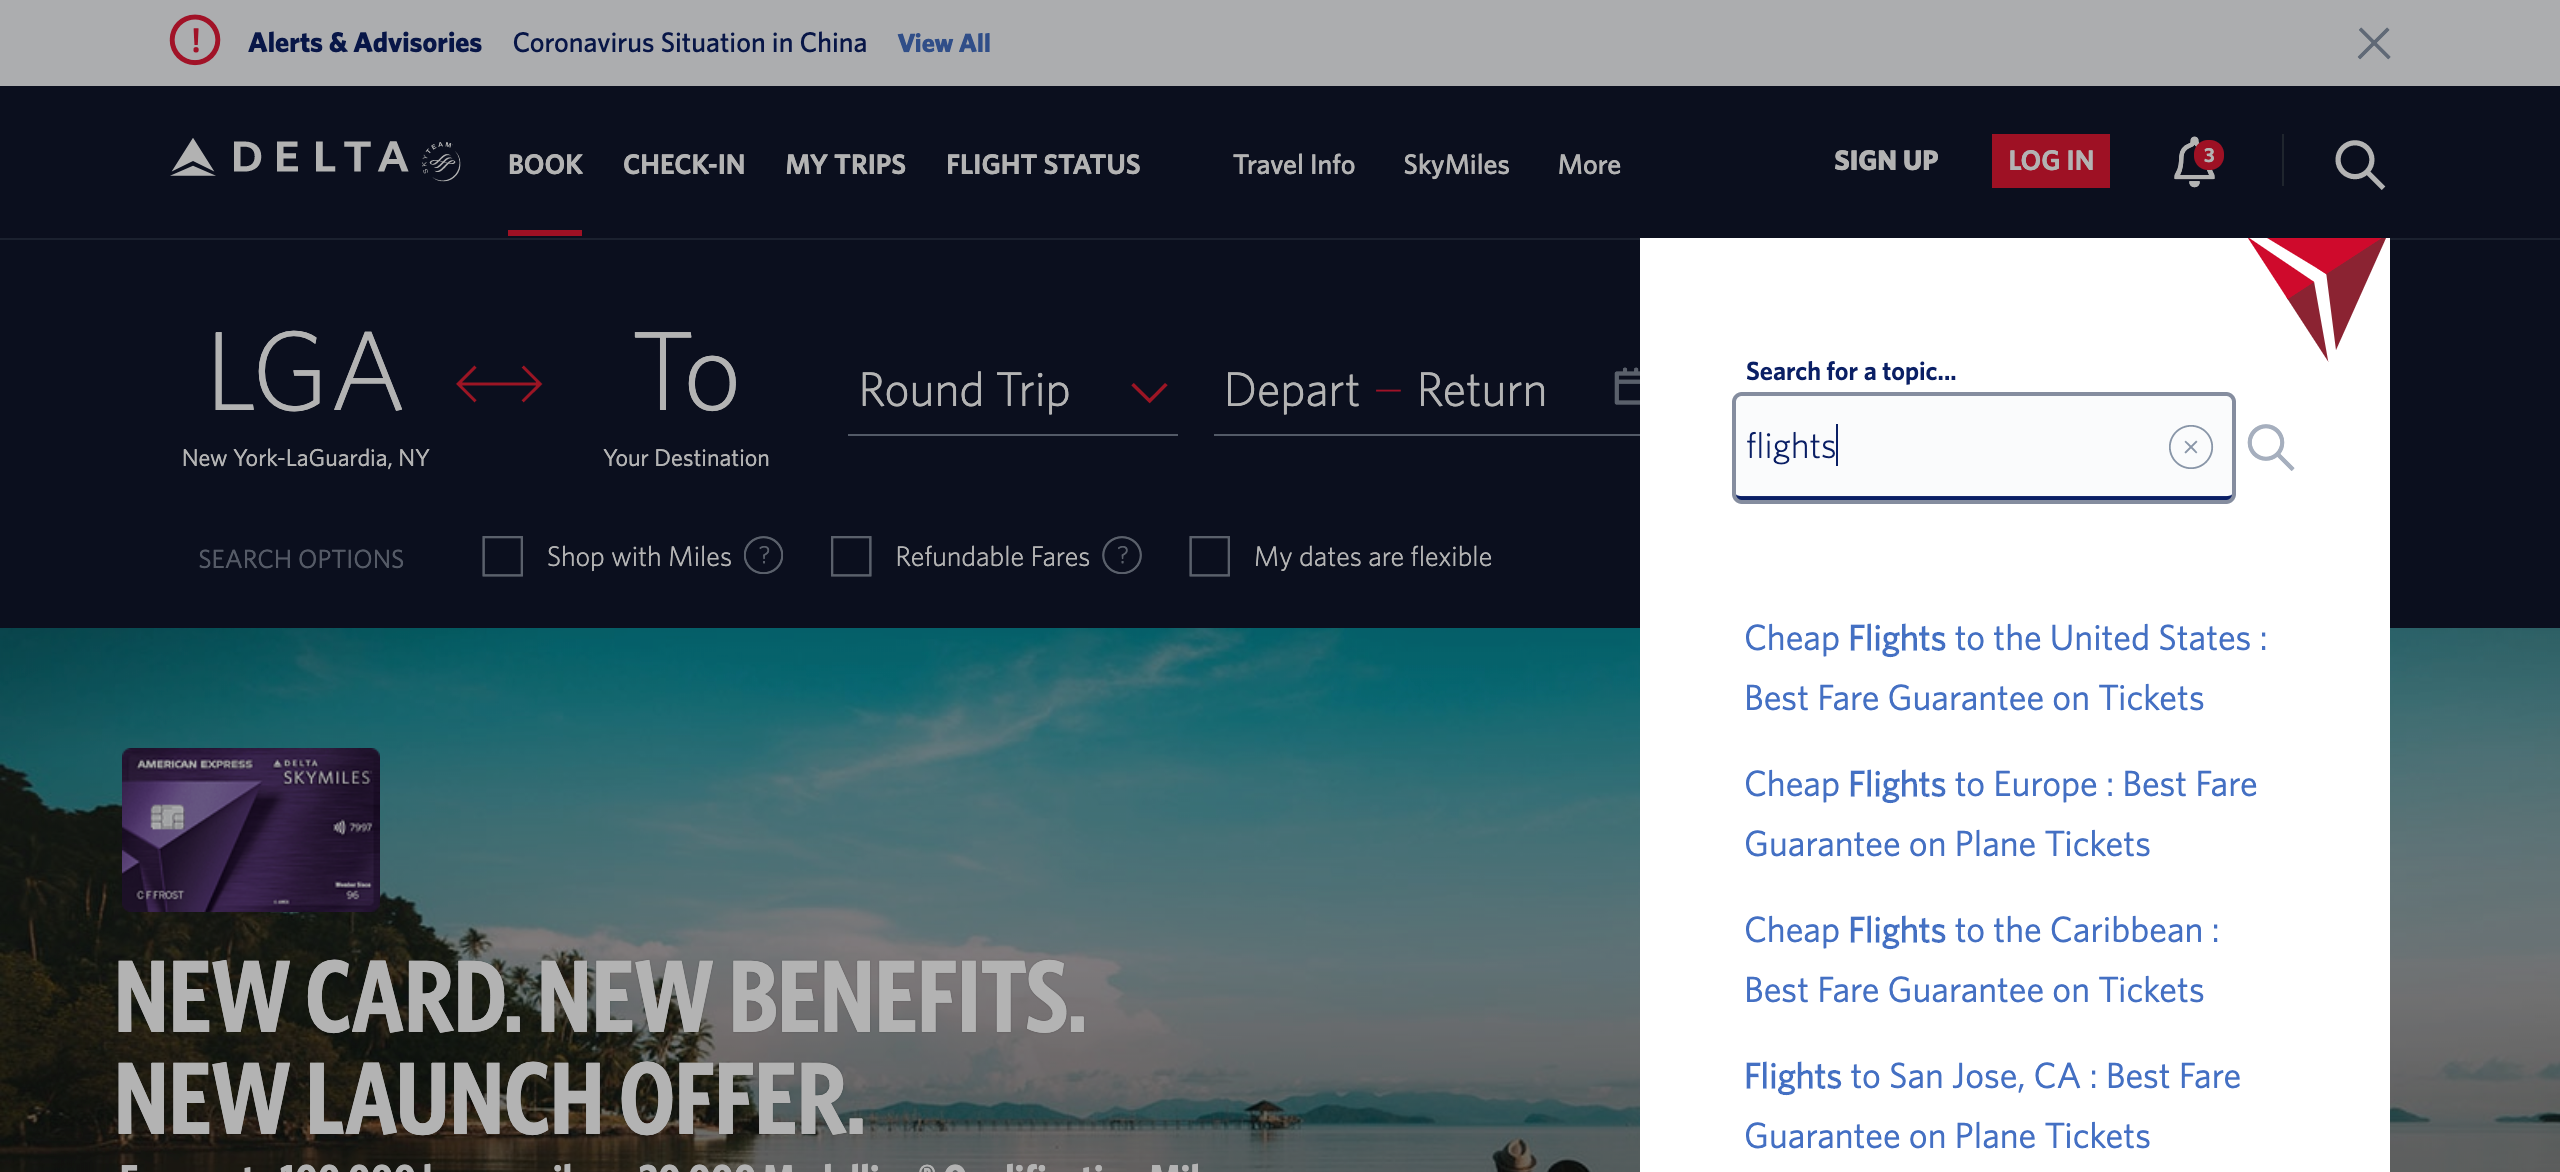 Alerts & Advisories Coronavirus Situation in China View All
DELTA SKYTEAM BOOK CHECK-IN MY TRIPS FLIGHT STATUS Travel Info SkyMiles More SIGN UP LOG IN 3
LGA To Round Trip Depart — Return
New York-LaGuardia, NY Your Destination
SEARCH OPTIONS Shop with Miles ? Refundable Fares ? My dates are flexible
Search for a topic...
flights
Cheap Flights to the United States :
Best Fare Guarantee on Tickets
Cheap Flights to Europe : Best Fare
Guarantee on Plane Tickets
Cheap Flights to the Caribbean :
Best Fare Guarantee on Tickets
Flights to San Jose, CA : Best Fare
Guarantee on Plane Tickets
AMERICAN EXPRESS DELTA
SKYMILES
7997
Member Since
C F FROST 96
NEW CARD. NEW BENEFITS.
NEW LAUNCH OFFER.